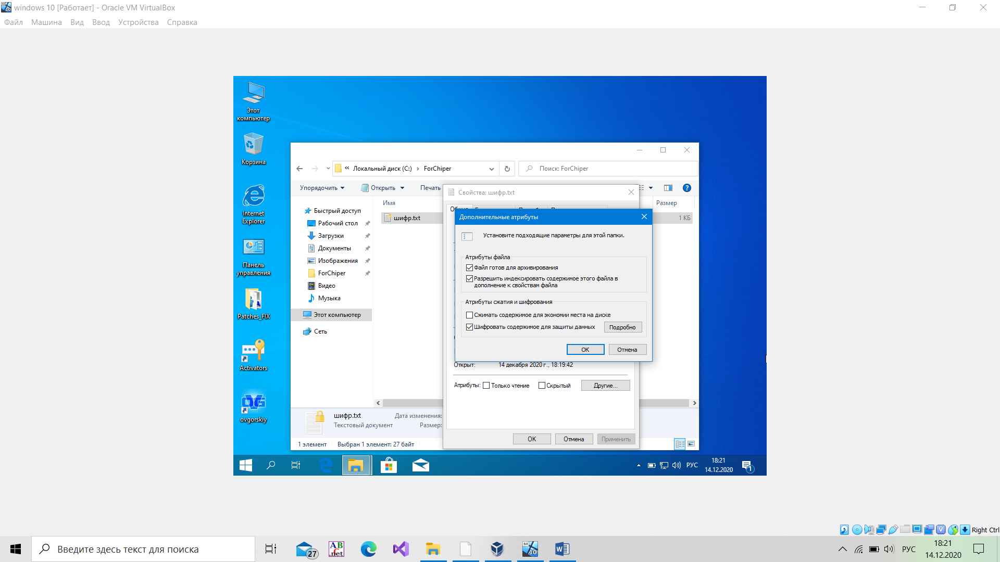 windows 10 [Работает] - Oracle VM VirtualBox
Файл Машина Вид Ввод Устройства Справка
Этот
компьютер
Корзина
Internet
Explorer
Панель
управления
Patches_FIX
Activators
ovgorskiy
« Локальный диск (C:) › ForChiper
Поиск: ForChiper
Упорядочить Открыть Печать
Имя Размер
шифр.txt 1 КБ
Быстрый доступ
Рабочий стол
Загрузки
Документы
Изображения
ForChiper
Видео
Музыка
Этот компьютер
Сеть
Свойства: шифр.txt
Дополнительные атрибуты
Установите подходящие параметры для этой папки.
Атрибуты файла
Файл готов для архивирования
Разрешить индексировать содержимое этого файла в
дополнение к свойствам файла
Атрибуты сжатия и шифрования
Сжимать содержимое для экономии места на диске
Шифровать содержимое для защиты данных Подробно
ОК Отмена
Открыт: 14 декабря 2020 г., 18:19:42
Атрибуты: Только чтение Скрытый Другие...
ОК Отмена Применить
шифр.txt Дата изменения:
Текстовый документ Размер:
1 элемент Выбран 1 элемент: 27 байт
РУС 18:21
14.12.2020
1
Right Ctrl
Введите здесь текст для поиска
27
AB
C
.net
64
10
РУС 18:21
14.12.2020